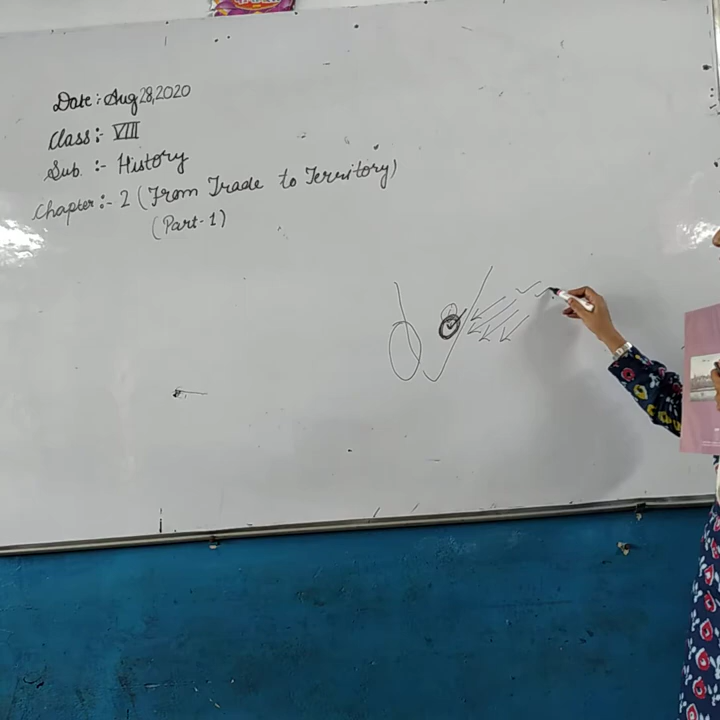 Date:- Aug 28, 2020
Class:- VIII
Sub. :- History
Chapter:- 2 (From Trade to Territory)
(Part-1)